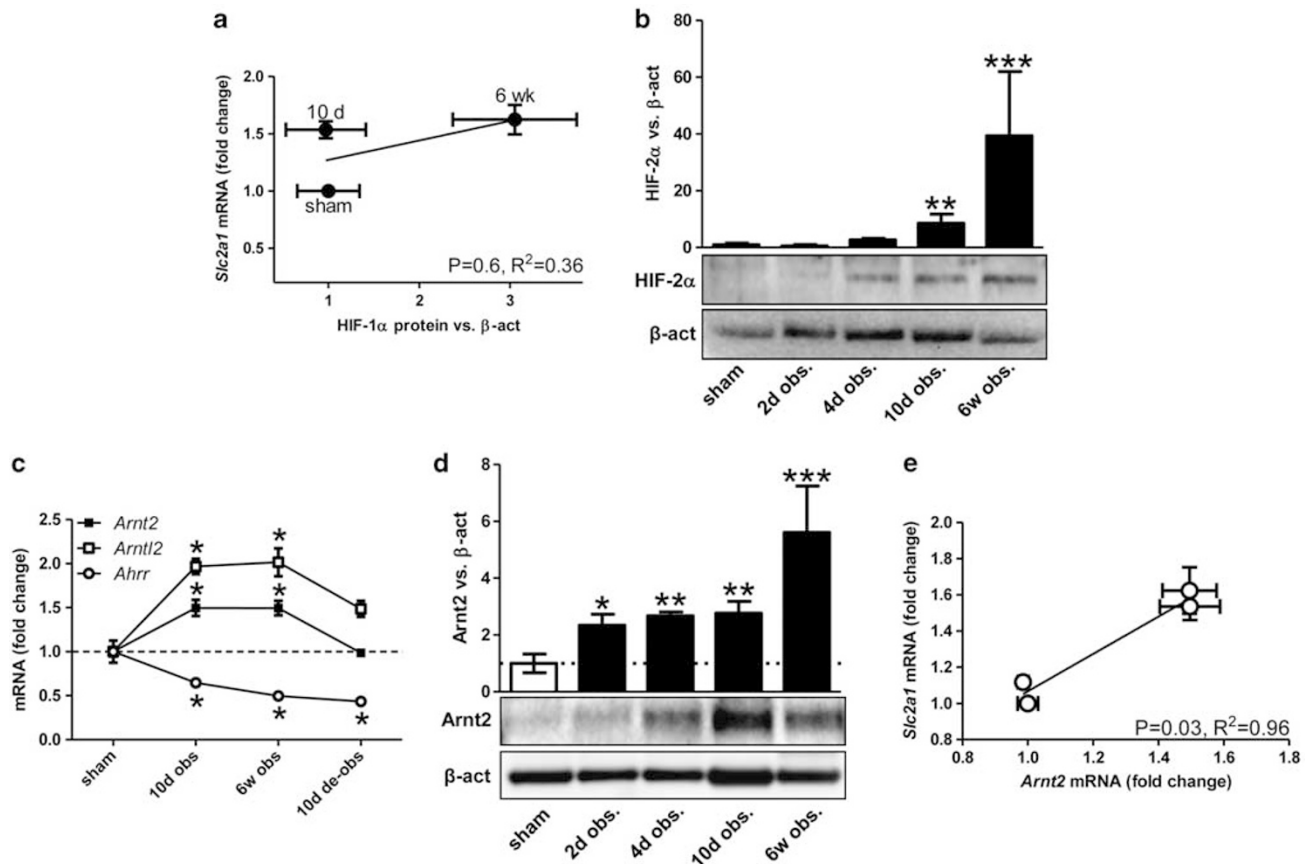 a
Slc2a1 mRNA (fold change)
2.0
1.5
1.0
0.5
10 d
6 wk
sham
P=0.6, R²=0.36
1
2
3
HIF-1α protein vs. β-act
b
HIF-2α vs. β-act
80
60
40
20
0
**
***
HIF-2α
β-act
sham
2d obs.
4d obs.
10d obs.
6w obs.
c
mRNA (fold change)
2.5
2.0
1.5
1.0
0.5
0.0
Arnt2
Arntl2
Ahrr
* *
* *
* * *
sham
10d obs
6w obs
10d de-obs
d
Arnt2 vs. β-act
8
6
4
2
0
*
**
**
***
Arnt2
β-act
sham
2d obs.
4d obs.
10d obs.
6w obs.
e
Slc2a1 mRNA (fold change)
2.0
1.8
1.6
1.4
1.2
1.0
0.8
P=0.03, R²=0.96
0.8
1.0
1.2
1.4
1.6
1.8
Arnt2 mRNA (fold change)